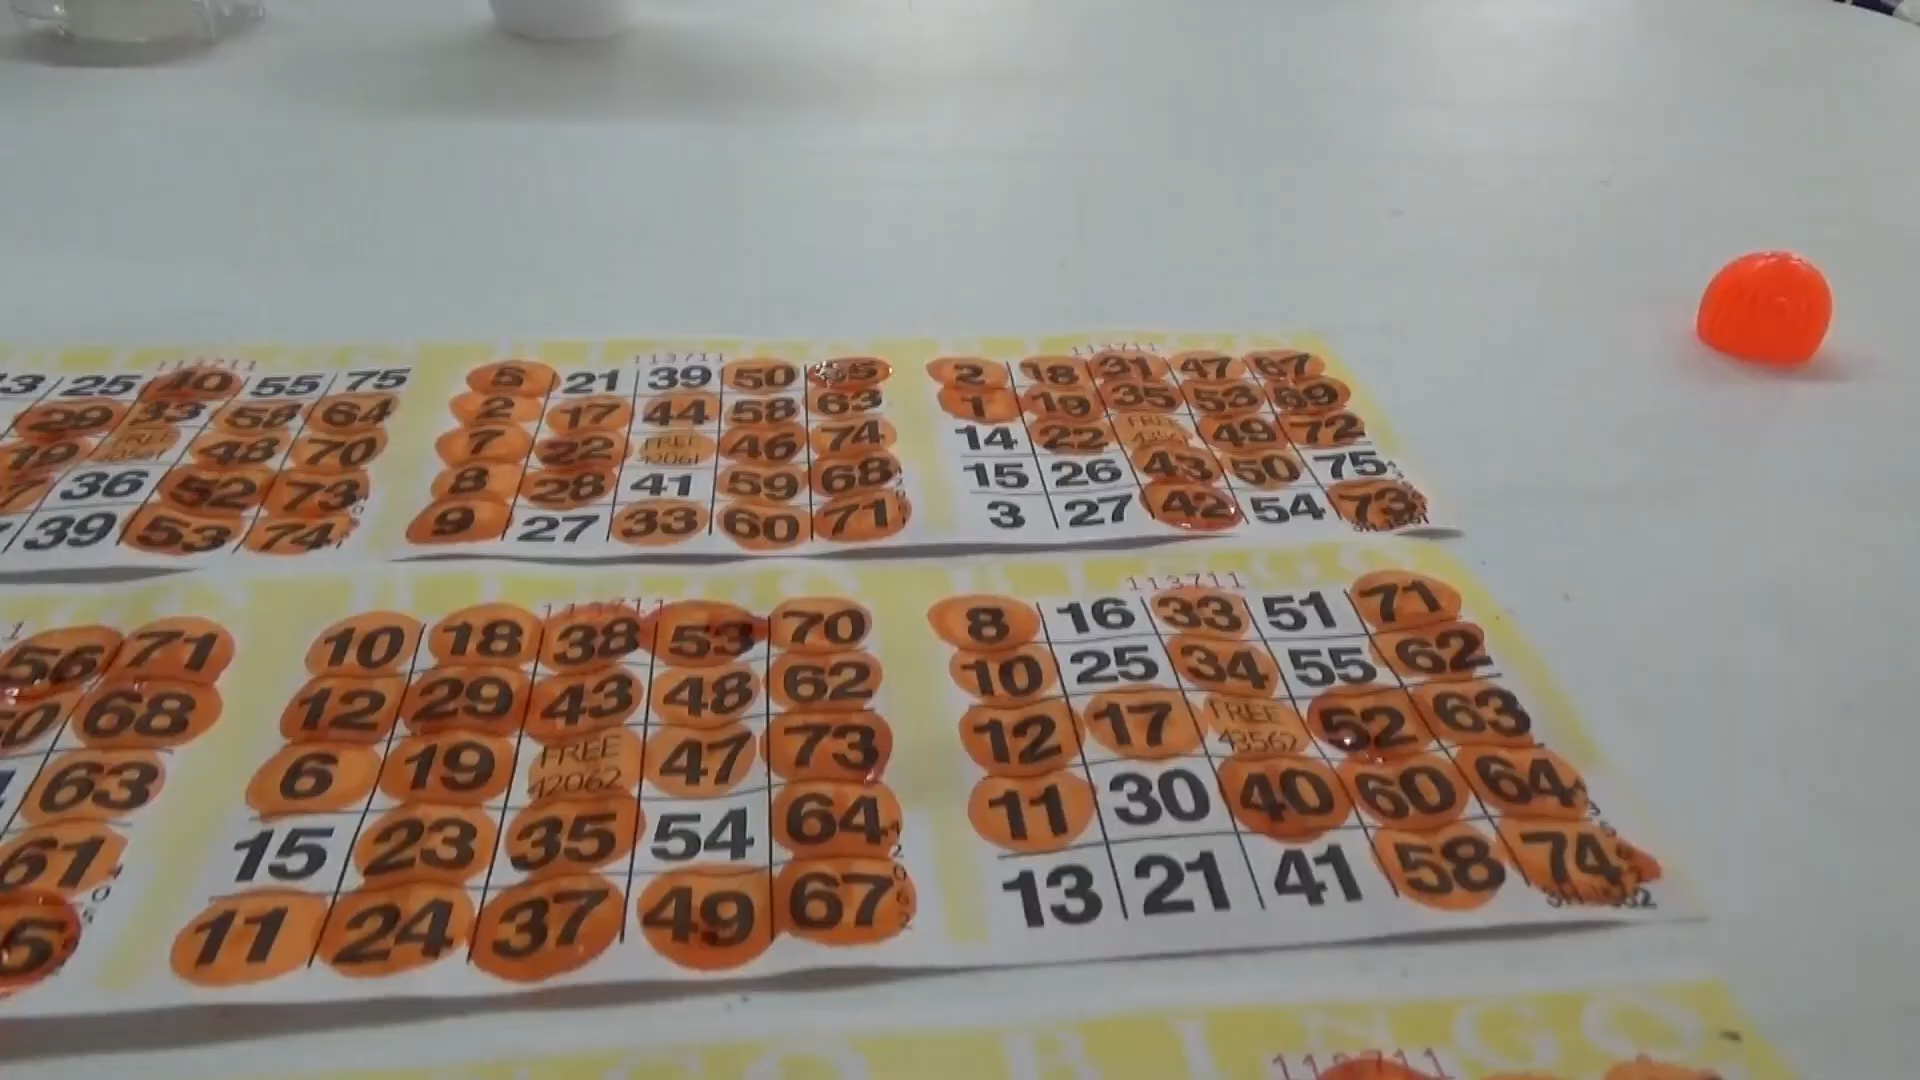 113711 113711 113711
25 40 55 75 5 21 39 50 2 18 31 47 67
29 33 58 64 2 17 44 58 63 1 19 35 53 69
19 FREE 48 70 7 22 FREE 42061 46 74 14 22 FREE 49 72
36 52 73 8 28 41 59 68 15 26 43 50 75
39 53 74 9 27 33 60 71 3 27 42 54 73
113711 113711
56 71 10 18 38 53 70 8 16 33 51 71
68 12 29 43 48 62 10 25 34 55 62
63 6 19 FREE 42062 47 73 12 17 FREE 43562 52 63
61 15 23 35 54 64 11 30 40 60 64
11 24 37 49 67 13 21 41 58 74
BINGO
113711